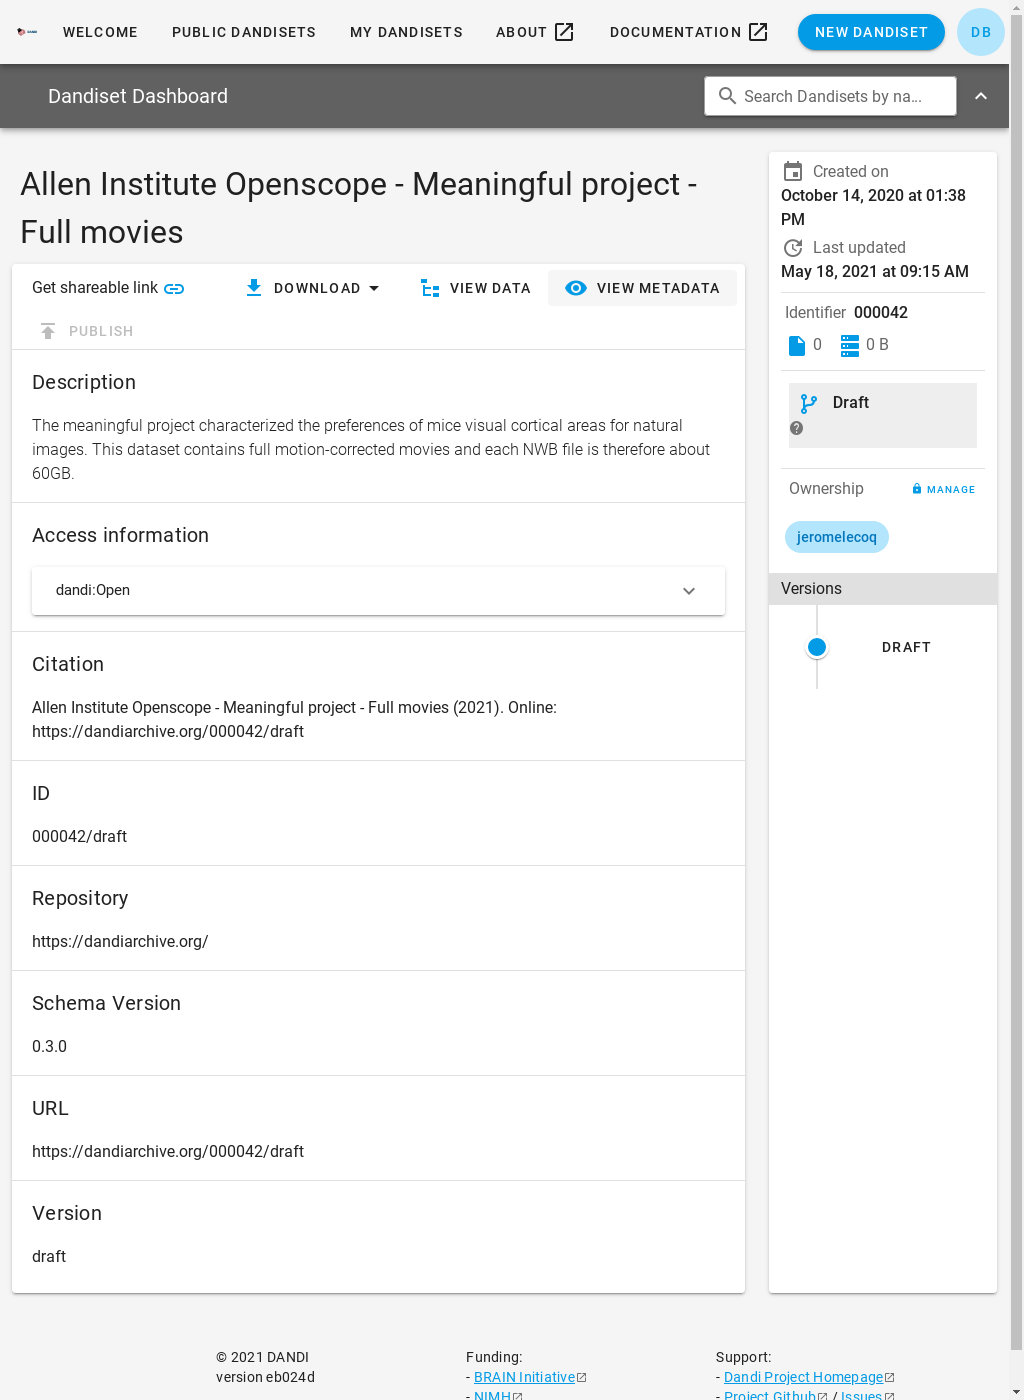 WELCOME PUBLIC DANDISETS MY DANDISETS ABOUT DOCUMENTATION NEW DANDISET DB
Dandiset Dashboard Search Dandisets by na...
Allen Institute Openscope - Meaningful project -
Full movies
Get shareable link DOWNLOAD VIEW DATA VIEW METADATA
PUBLISH
Description
The meaningful project characterized the preferences of mice visual cortical areas for natural
images. This dataset contains full motion-corrected movies and each NWB file is therefore about
60GB.
Access information
dandi:Open
Citation
Allen Institute Openscope - Meaningful project - Full movies (2021). Online:
https://dandiarchive.org/000042/draft
ID
000042/draft
Repository
https://dandiarchive.org/
Schema Version
0.3.0
URL
https://dandiarchive.org/000042/draft
Version
draft
Created on
October 14, 2020 at 01:38
PM
Last updated
May 18, 2021 at 09:15 AM
Identifier 000042
0 0 B
Draft
Ownership MANAGE
jeromelecoq
Versions
DRAFT
© 2021 DANDI
version eb024d
Funding:
- BRAIN Initiative
- NIMH
Support:
- Dandi Project Homepage
- Project Github / Issues